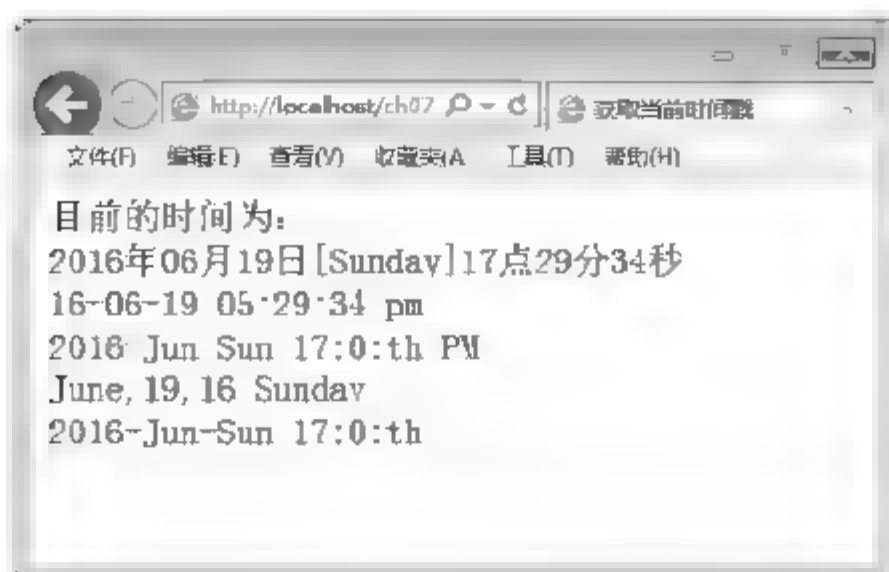 http://localhost/ch07
获取当前时间戳
文件(F) 编辑(E) 查看(V) 收藏夹(A 工具(T) 帮助(H)
目前的时间为：
2016年06月19日[Sunday]17点29分34秒
16-06-19 05:29:34 pm
2016 Jun Sun 17:0:th PM
June,19,16 Sunday
2016-Jun-Sun 17:0:th